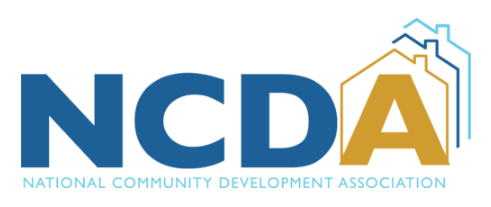 NCDA
NATIONAL COMMUNITY DEVELOPMENT ASSOCIATION